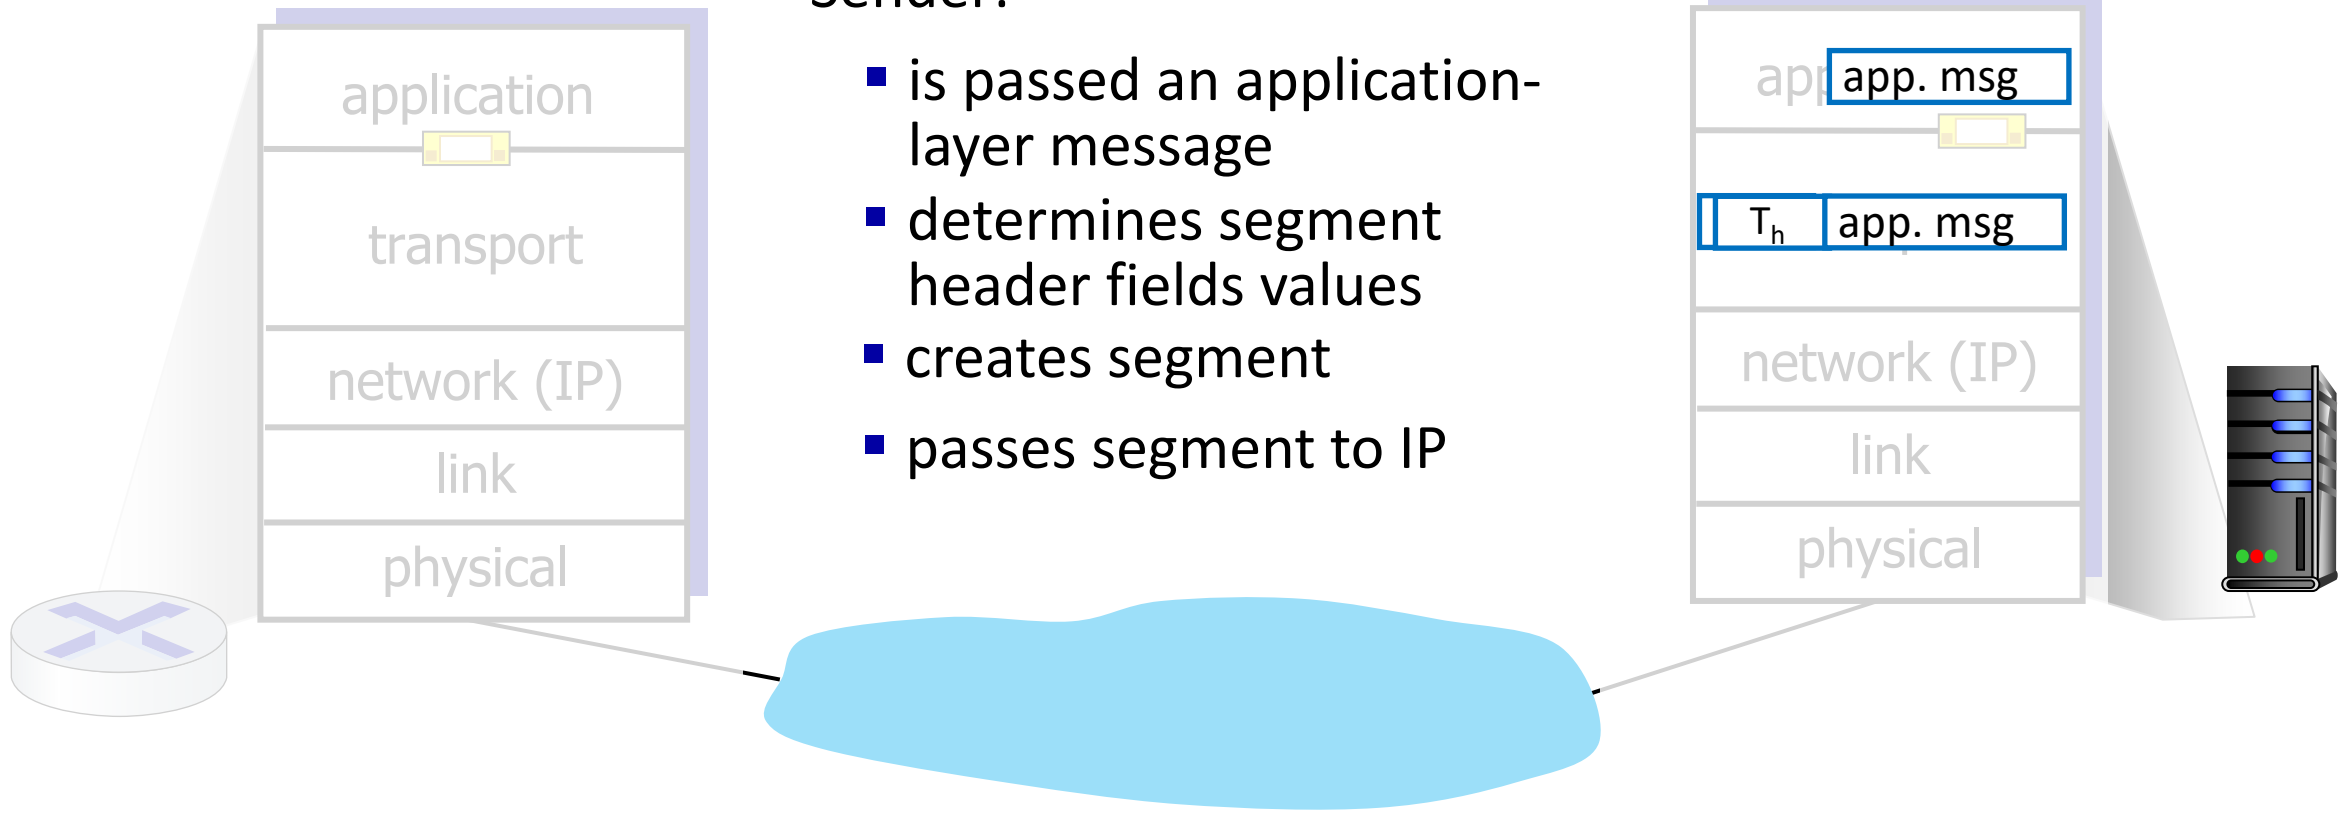 Sender:
application
transport
network (IP)
link
physical
is passed an application-
layer message
determines segment
header fields values
creates segment
passes segment to IP
app. msg
Th app. msg
network (IP)
link
physical